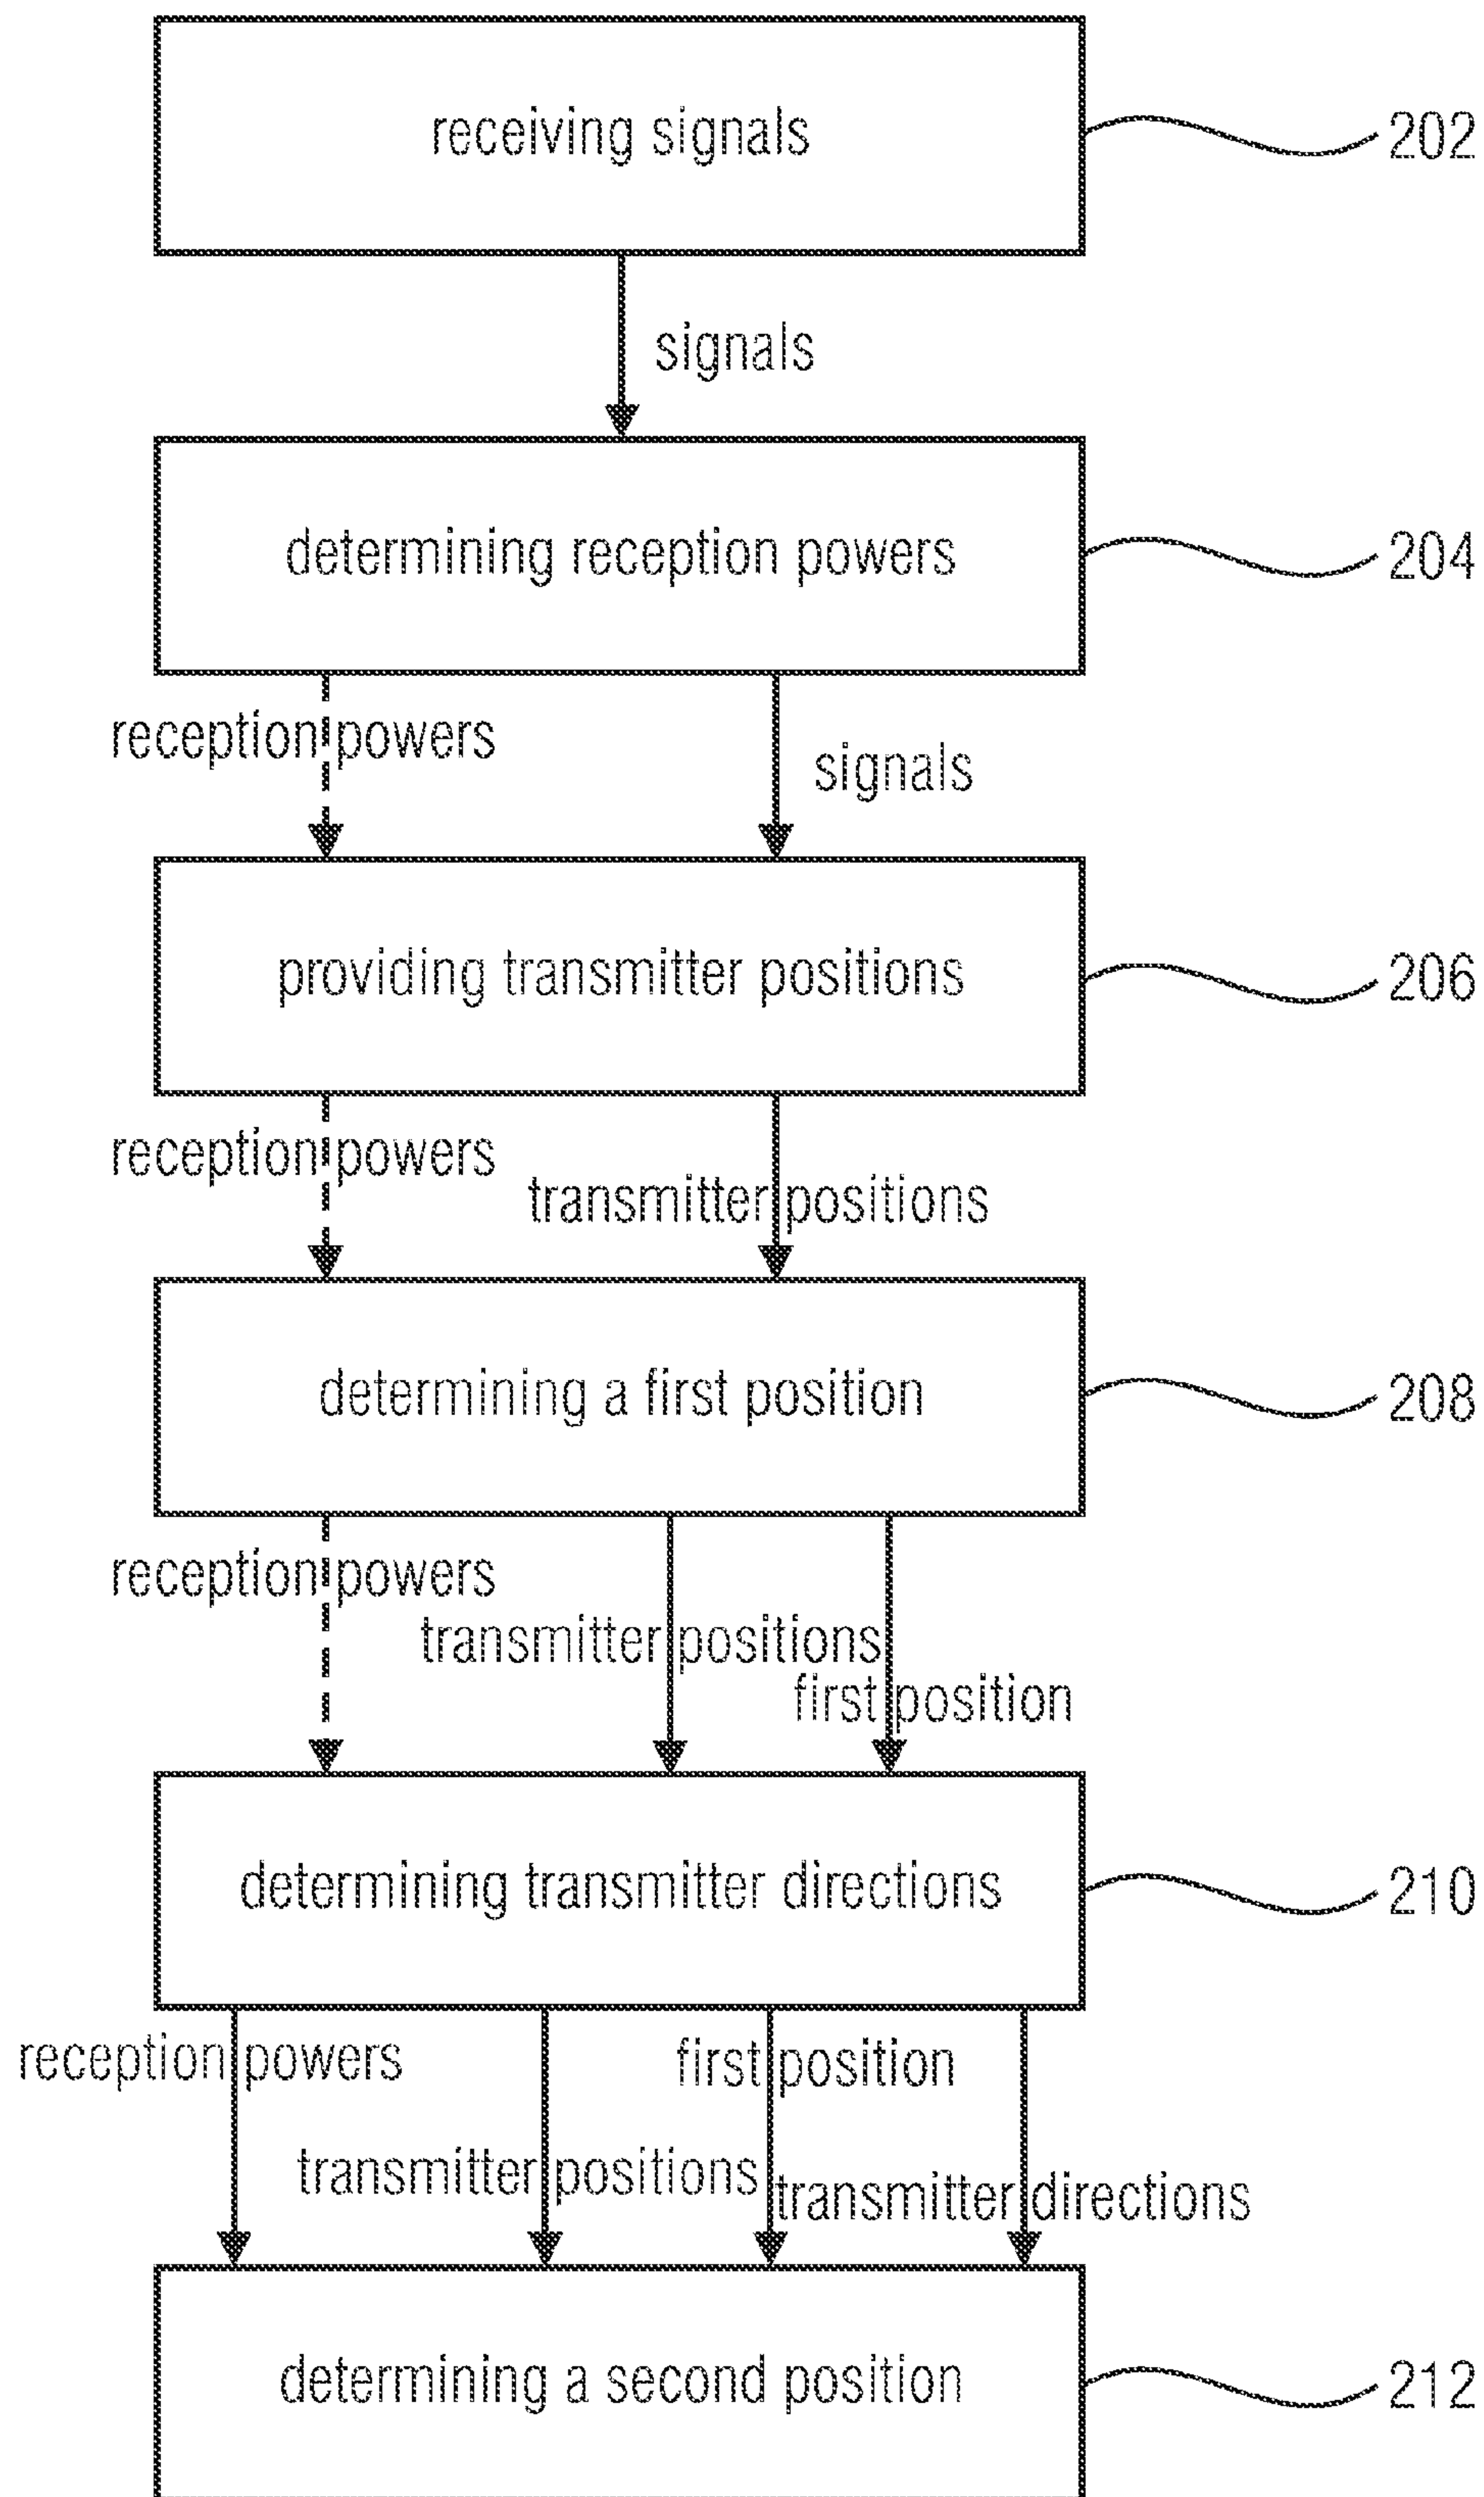 receiving signals
202
signals
determining reception powers
204
reception powers
signals
providing transmitter positions
206
reception powers
transmitter positions
determining a first position
208
reception powers
transmitter positions
first position
determining transmitter directions
210
reception powers
first position
transmitter positions
transmitter directions
determining a second position
212